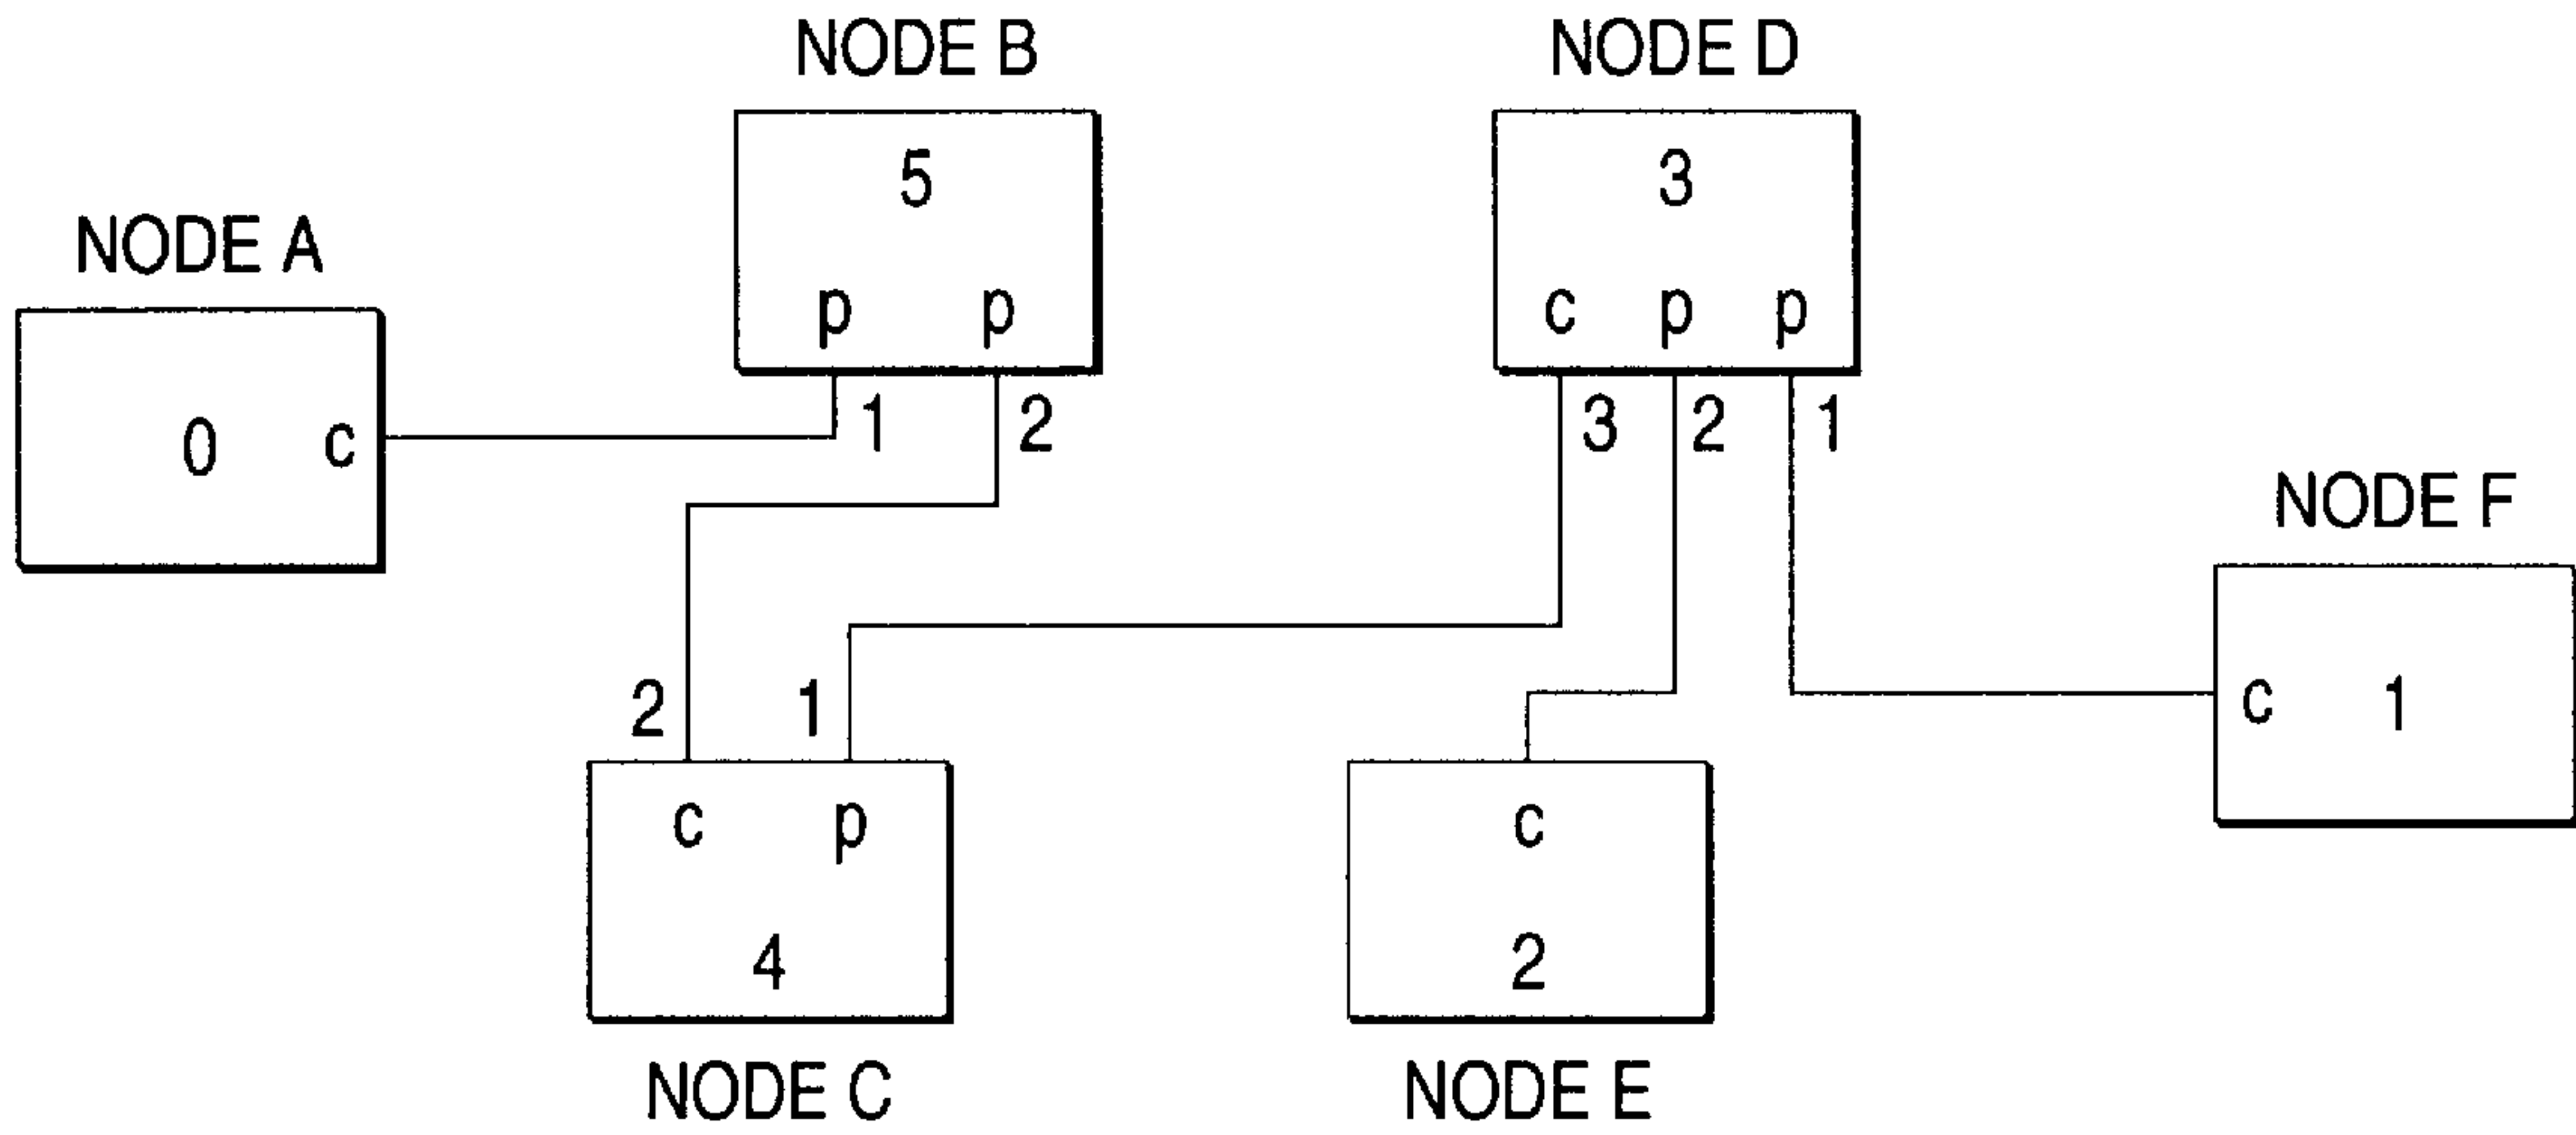 NODE B NODE D
5 3
NODE A
p p c p p
0 c 1 2 3 2 1
NODE F
2 1 c 1
c p c
4 2
NODE C NODE E